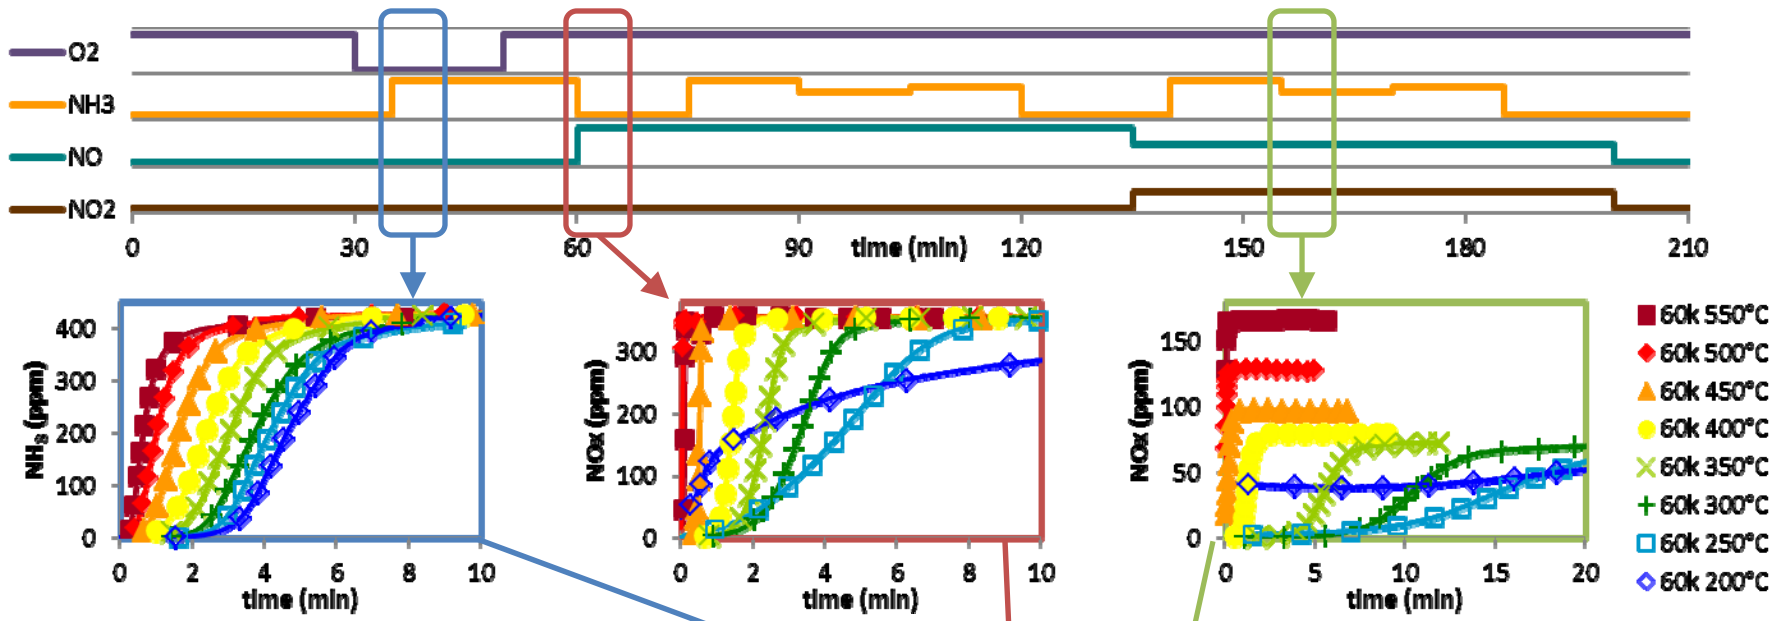 O2
NH3
NO
NO2
0 30 60 90 120 150 180 210
time (min)
400
300
200
100
0
NH₃ (ppm)
0 2 4 6 8 10
time (min)
300
200
100
0
NOx (ppm)
0 2 4 6 8 10
time (min)
150
100
50
0
NOx (ppm)
0 5 10 15 20
time (min)
60k 550°C
60k 500°C
60k 450°C
60k 400°C
60k 350°C
60k 300°C
60k 250°C
60k 200°C